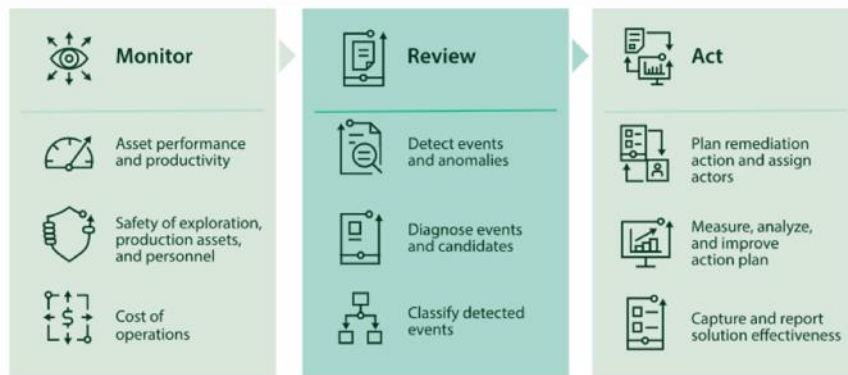 Monitor
Asset performance
and productivity
Safety of exploration,
production assets,
and personnel
$
Cost of
operations
Review
Detect events
and anomalies
Diagnose events
and candidates
Classify detected
events
Act
Plan remediation
action and assign
actors
Measure, analyze,
and improve
action plan
Capture and report
solution effectiveness